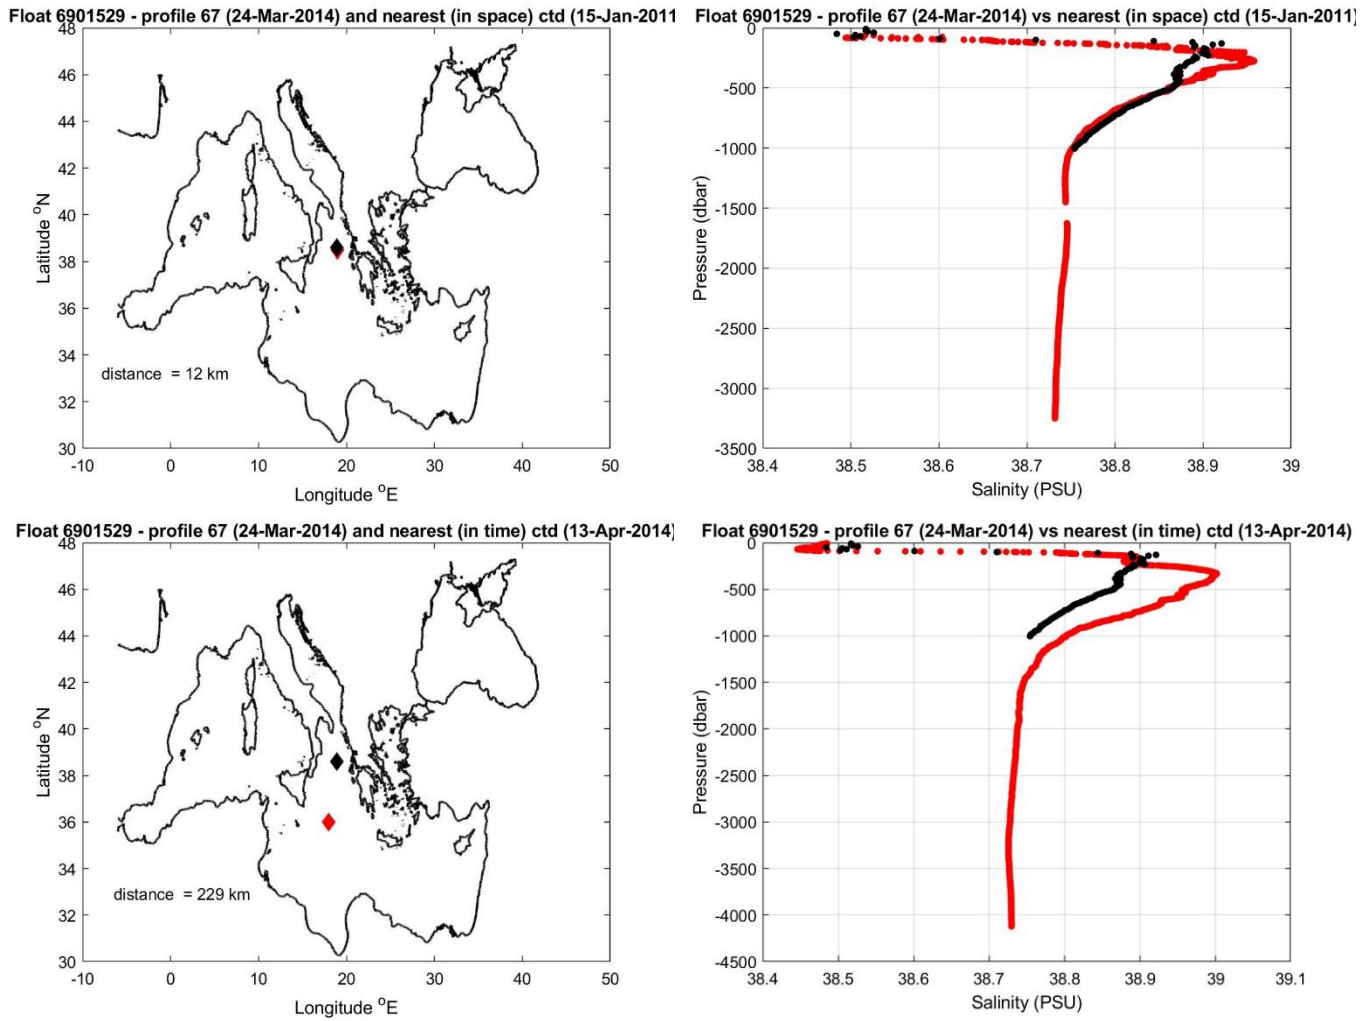 Float 6901529 - profile 67 (24-Mar-2014) and nearest (in space) ctd (15-Jan-2011
48
46
44
42
40
38
36
34
32
30
Latitude °N
distance = 12 km
-10 0 10 20 30 40 50
Longitude °E
Float 6901529 - profile 67 (24-Mar-2014) vs nearest (in space) ctd (15-Jan-2011)
0
-500
-1000
-1500
-2000
-2500
-3000
-3500
Pressure (dbar)
38.4 38.5 38.6 38.7 38.8 38.9 39
Salinity (PSU)
Float 6901529 - profile 67 (24-Mar-2014) and nearest (in time) ctd (13-Apr-2014)
48
46
44
42
40
38
36
34
32
30
Latitude °N
distance = 229 km
-10 0 10 20 30 40 50
Longitude °E
Float 6901529 - profile 67 (24-Mar-2014) vs nearest (in time) ctd (13-Apr-2014)
0
-500
-1000
-1500
-2000
-2500
-3000
-3500
-4000
-4500
Pressure (dbar)
38.4 38.5 38.6 38.7 38.8 38.9 39 39.1
Salinity (PSU)